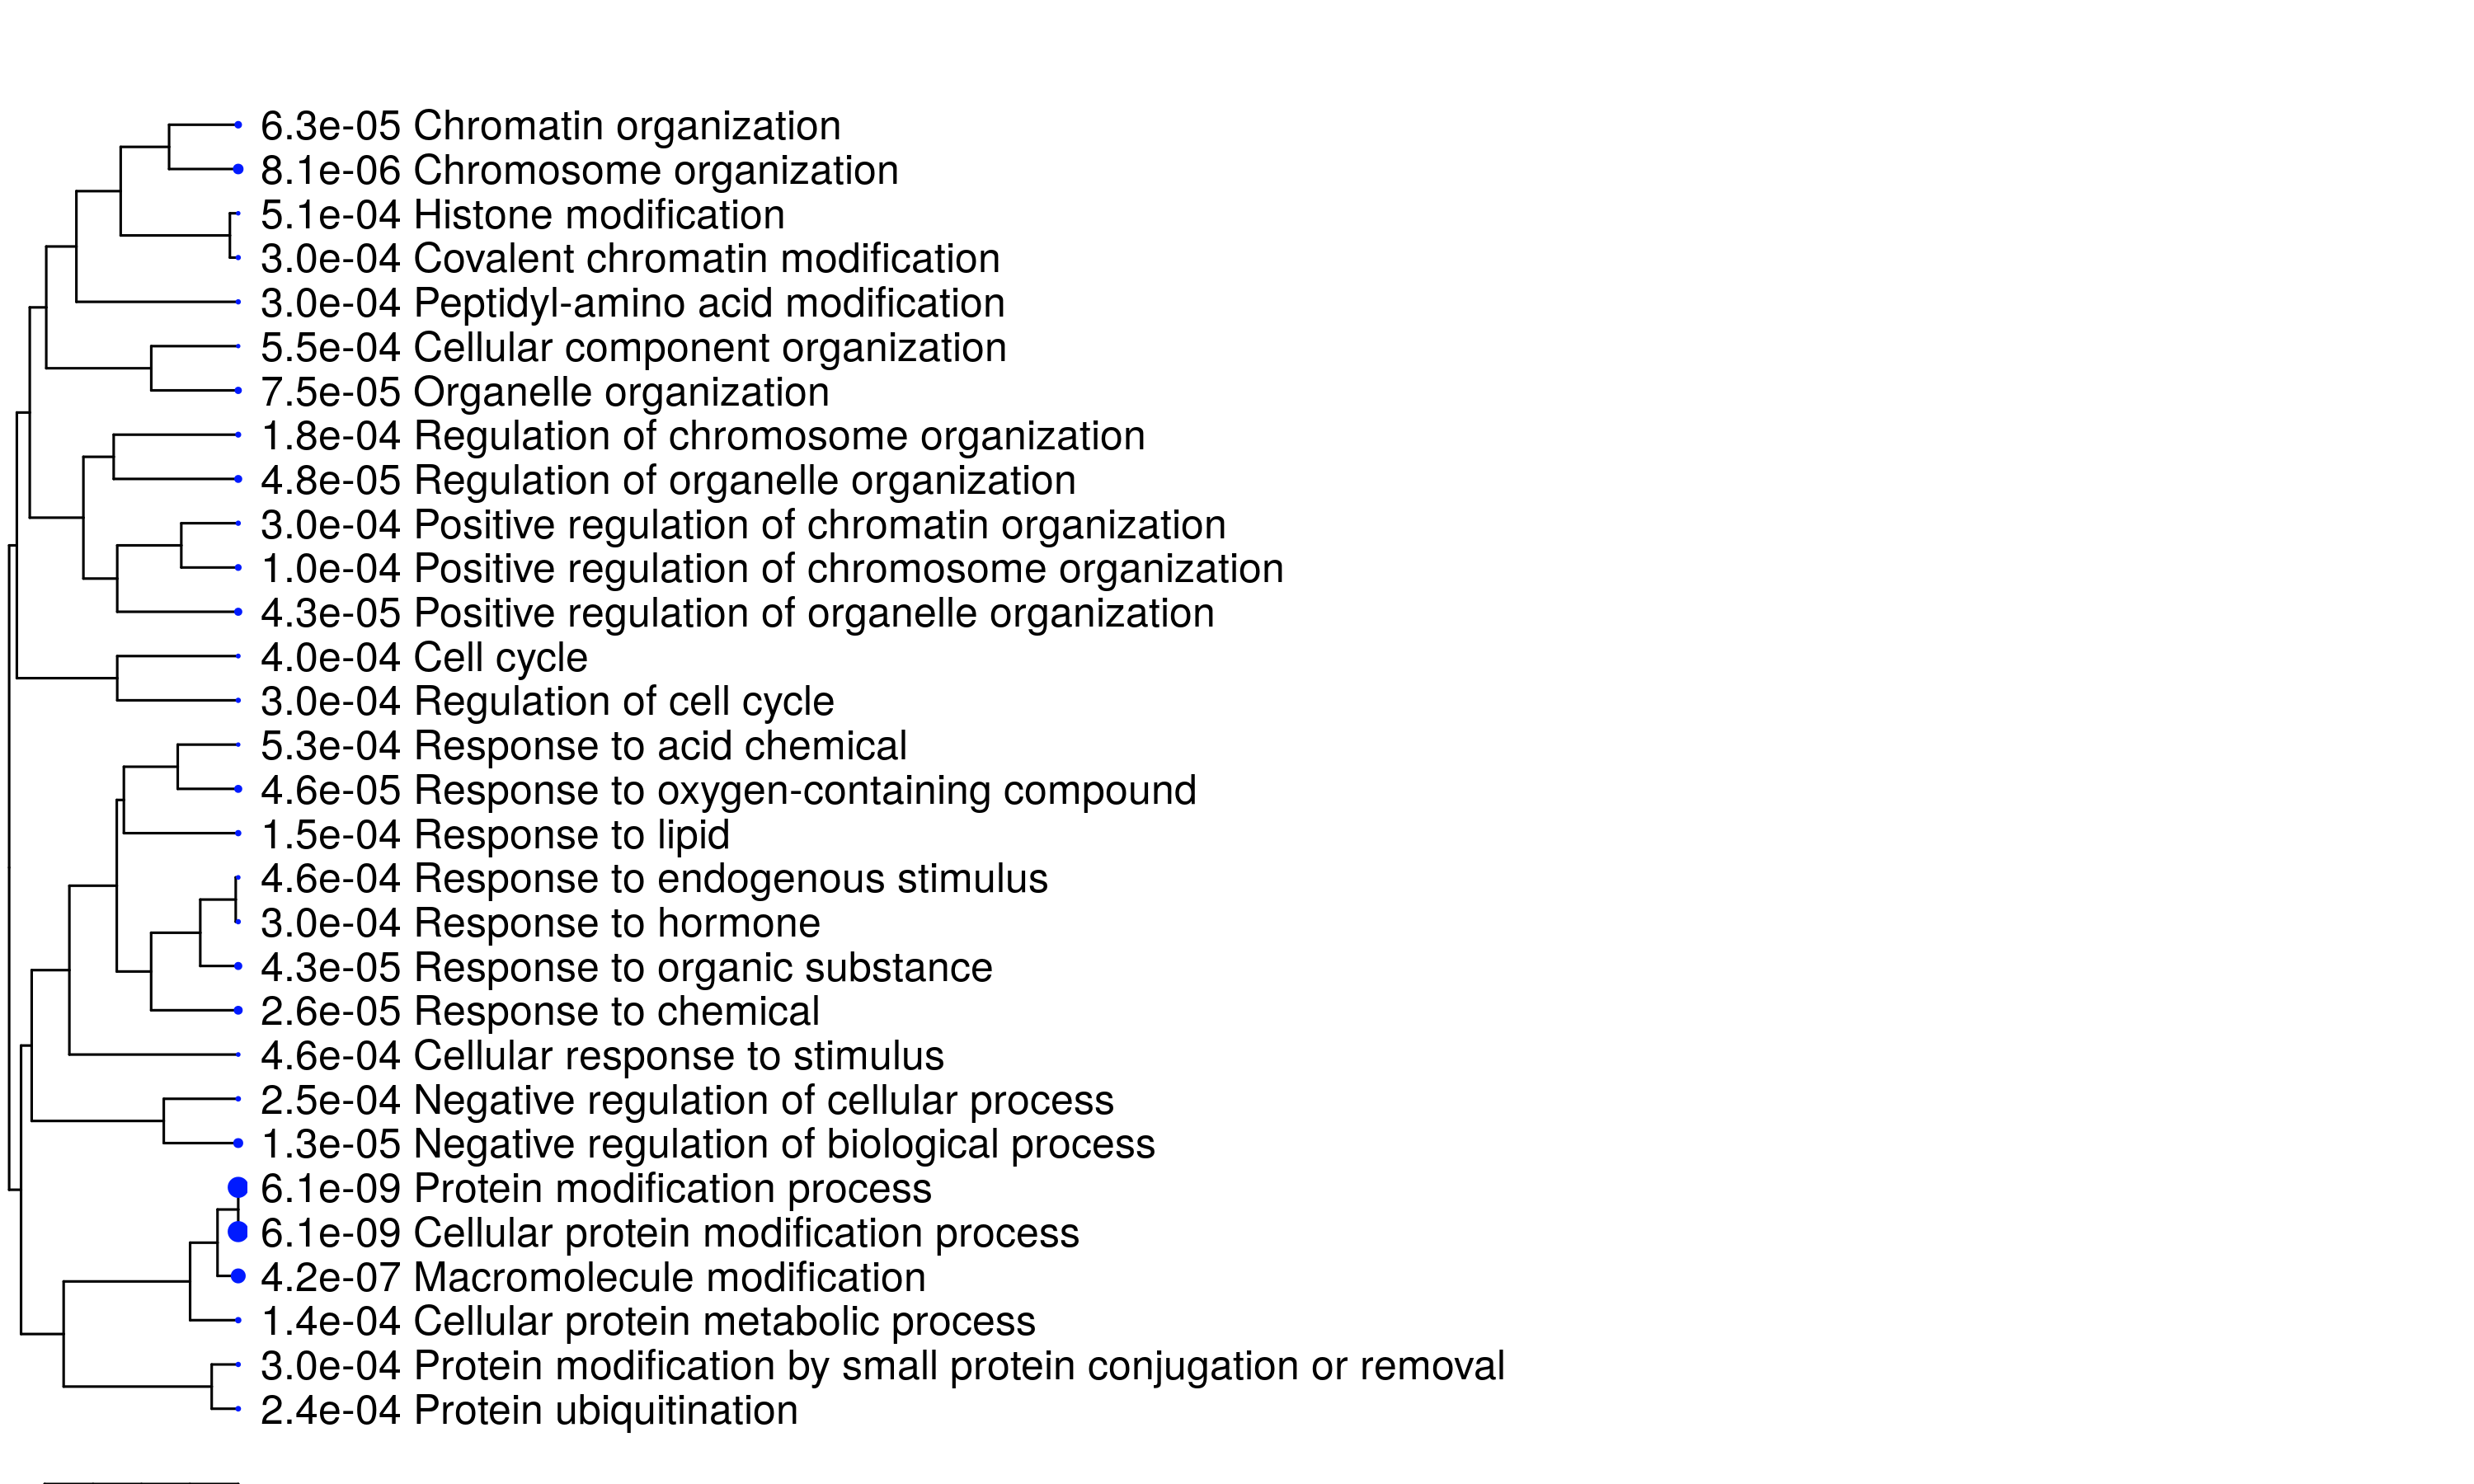 6.3e-05 Chromatin organization
8.1e-06 Chromosome organization
5.1e-04 Histone modification
3.0e-04 Covalent chromatin modification
3.0e-04 Peptidyl-amino acid modification
5.5e-04 Cellular component organization
7.5e-05 Organelle organization
1.8e-04 Regulation of chromosome organization
4.8e-05 Regulation of organelle organization
3.0e-04 Positive regulation of chromatin organization
1.0e-04 Positive regulation of chromosome organization
4.3e-05 Positive regulation of organelle organization
4.0e-04 Cell cycle
3.0e-04 Regulation of cell cycle
5.3e-04 Response to acid chemical
4.6e-05 Response to oxygen-containing compound
1.5e-04 Response to lipid
4.6e-04 Response to endogenous stimulus
3.0e-04 Response to hormone
4.3e-05 Response to organic substance
2.6e-05 Response to chemical
4.6e-04 Cellular response to stimulus
2.5e-04 Negative regulation of cellular process
1.3e-05 Negative regulation of biological process
6.1e-09 Protein modification process
6.1e-09 Cellular protein modification process
4.2e-07 Macromolecule modification
1.4e-04 Cellular protein metabolic process
3.0e-04 Protein modification by small protein conjugation or removal
2.4e-04 Protein ubiquitination